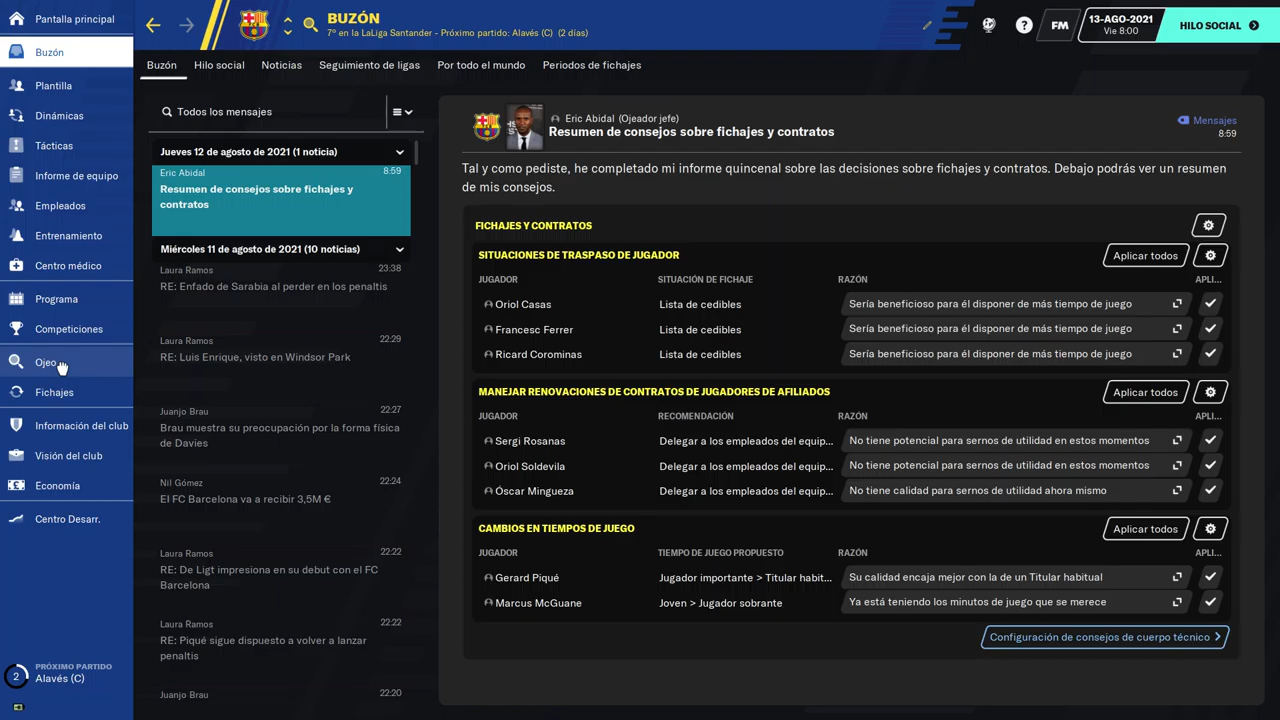 Pantalla principal
Buzón
Plantilla
Dinámicas
Tácticas
Informe de equipo
Empleados
Entrenamiento
Centro médico
Programa
Competiciones
Ojeo
Fichajes
Información del club
Visión del club
Economía
Centro Desarr.
2
PRÓXIMO PARTIDO
Alavés (C)
BUZÓN
7º en la LaLiga Santander - Próximo partido: Alavés (C) (2 días)
?
FM
13-AGO-2021
Vie 8:00
HILO SOCIAL
Buzón Hilo social Noticias Seguimiento de ligas Por todo el mundo Periodos de fichajes
Todos los mensajes
Jueves 12 de agosto de 2021 (1 noticia)
Eric Abidal 8:59
Resumen de consejos sobre fichajes y
contratos
Miércoles 11 de agosto de 2021 (10 noticias)
Laura Ramos 23:38
RE: Enfado de Sarabia al perder en los penaltis
Laura Ramos 22:29
RE: Luis Enrique, visto en Windsor Park
Juanjo Brau 22:27
Brau muestra su preocupación por la forma física
de Davies
Nil Gómez 22:24
El FC Barcelona va a recibir 3,5M €
Laura Ramos 22:22
RE: De Ligt impresiona en su debut con el FC
Barcelona
Laura Ramos 22:22
RE: Piqué sigue dispuesto a volver a lanzar
penaltis
Juanjo Brau 22:20
Eric Abidal (Ojeador jefe)
Resumen de consejos sobre fichajes y contratos
Mensajes
8:59
Tal y como pediste, he completado mi informe quincenal sobre las decisiones sobre fichajes y contratos. Debajo podrás ver un resumen
de mis consejos.
FICHAJES Y CONTRATOS
SITUACIONES DE TRASPASO DE JUGADOR Aplicar todos
JUGADOR SITUACIÓN DE FICHAJE RAZÓN APLI...
Oriol Casas Lista de cedibles Sería beneficioso para él disponer de más tiempo de juego
Francesc Ferrer Lista de cedibles Sería beneficioso para él disponer de más tiempo de juego
Ricard Corominas Lista de cedibles Sería beneficioso para él disponer de más tiempo de juego
MANEJAR RENOVACIONES DE CONTRATOS DE JUGADORES DE AFILIADOS Aplicar todos
JUGADOR RECOMENDACIÓN RAZÓN APLI...
Sergi Rosanas Delegar a los empleados del equip... No tiene potencial para sernos de utilidad en estos momentos
Oriol Soldevila Delegar a los empleados del equip... No tiene potencial para sernos de utilidad en estos momentos
Óscar Mingueza Delegar a los empleados del equip... No tiene calidad para sernos de utilidad ahora mismo
CAMBIOS EN TIEMPOS DE JUEGO Aplicar todos
JUGADOR TIEMPO DE JUEGO PROPUESTO RAZÓN APLI...
Gerard Piqué Jugador importante > Titular habit... Su calidad encaja mejor con la de un Titular habitual
Marcus McGuane Joven > Jugador sobrante Ya está teniendo los minutos de juego que se merece
Configuración de consejos de cuerpo técnico